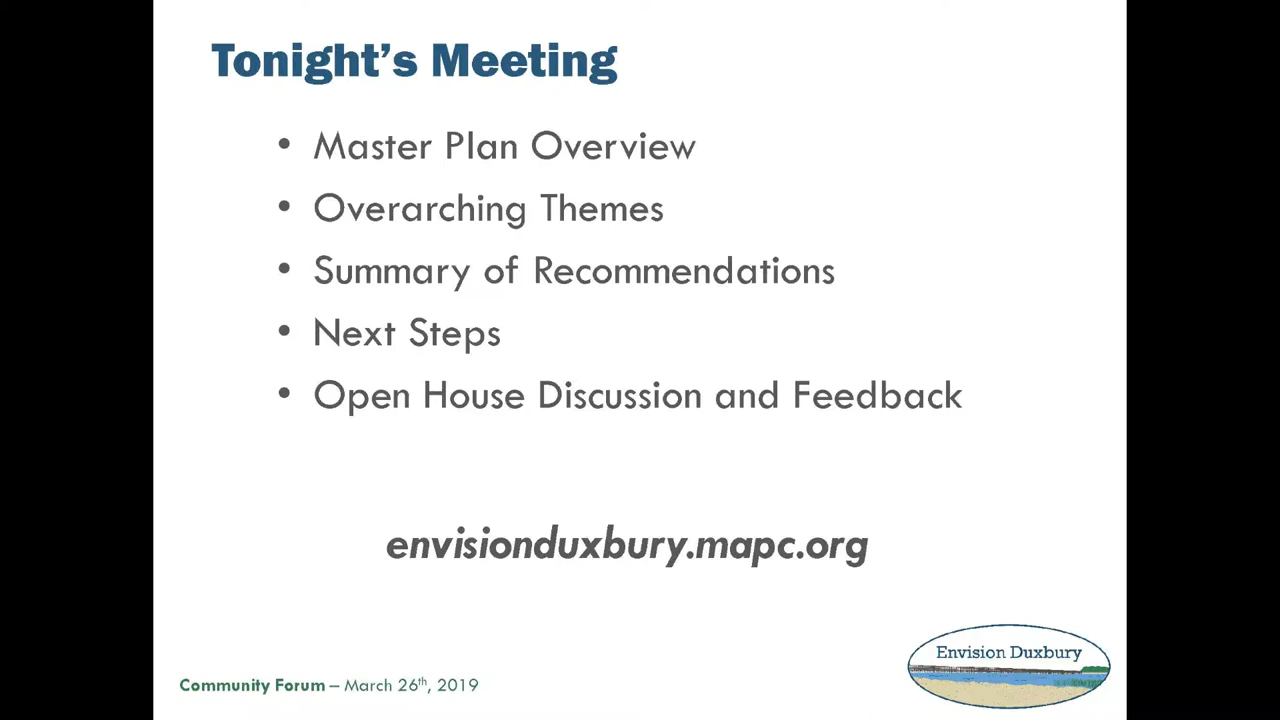 Tonight's Meeting
• Master Plan Overview
• Overarching Themes
• Summary of Recommendations
• Next Steps
• Open House Discussion and Feedback
envisionduxbury.mapc.org
Envision Duxbury
Community Forum – March 26th, 2019